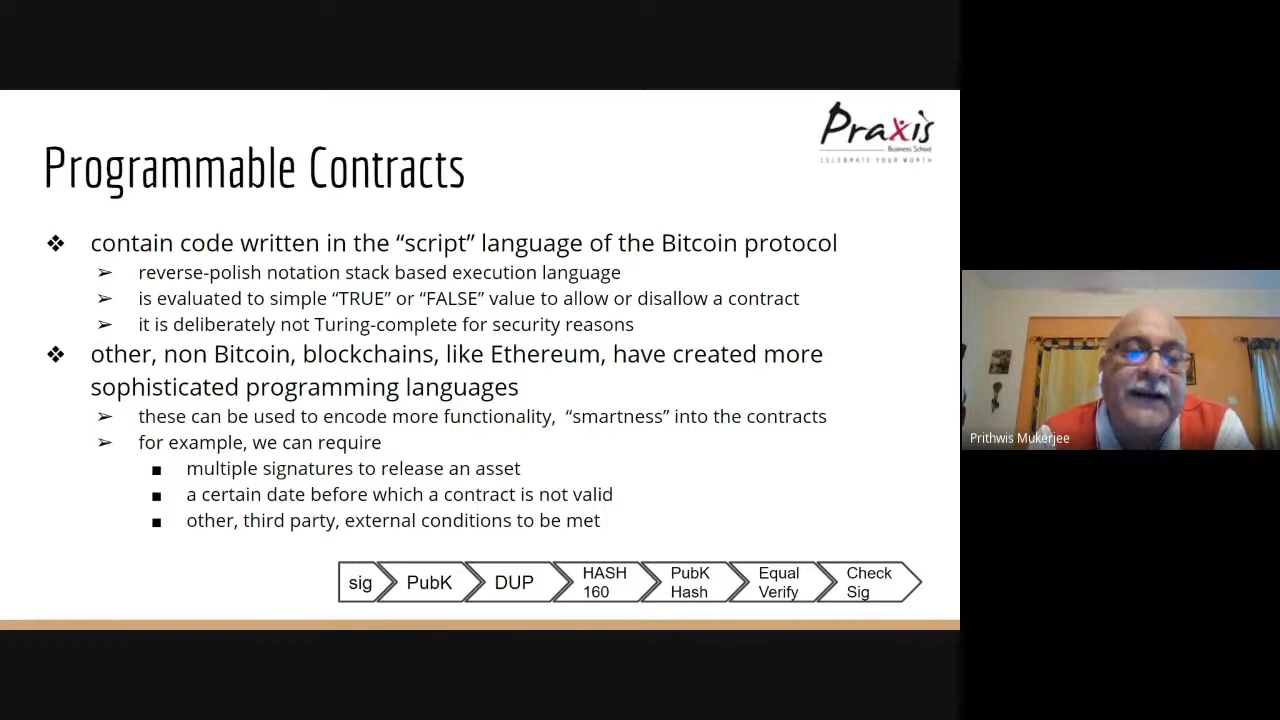 Praxis
Business School
CELEBRATE YOUR WORTH
Programmable Contracts
❖ contain code written in the “script” language of the Bitcoin protocol
➢ reverse-polish notation stack based execution language
➢ is evaluated to simple “TRUE” or “FALSE” value to allow or disallow a contract
➢ it is deliberately not Turing-complete for security reasons
❖ other, non Bitcoin, blockchains, like Ethereum, have created more
sophisticated programming languages
➢ these can be used to encode more functionality, “smartness” into the contracts
➢ for example, we can require
■ multiple signatures to release an asset
■ a certain date before which a contract is not valid
■ other, third party, external conditions to be met
sig PubK DUP HASH 160 PubK Hash Equal Verify Check Sig
Prithwis Mukerjee